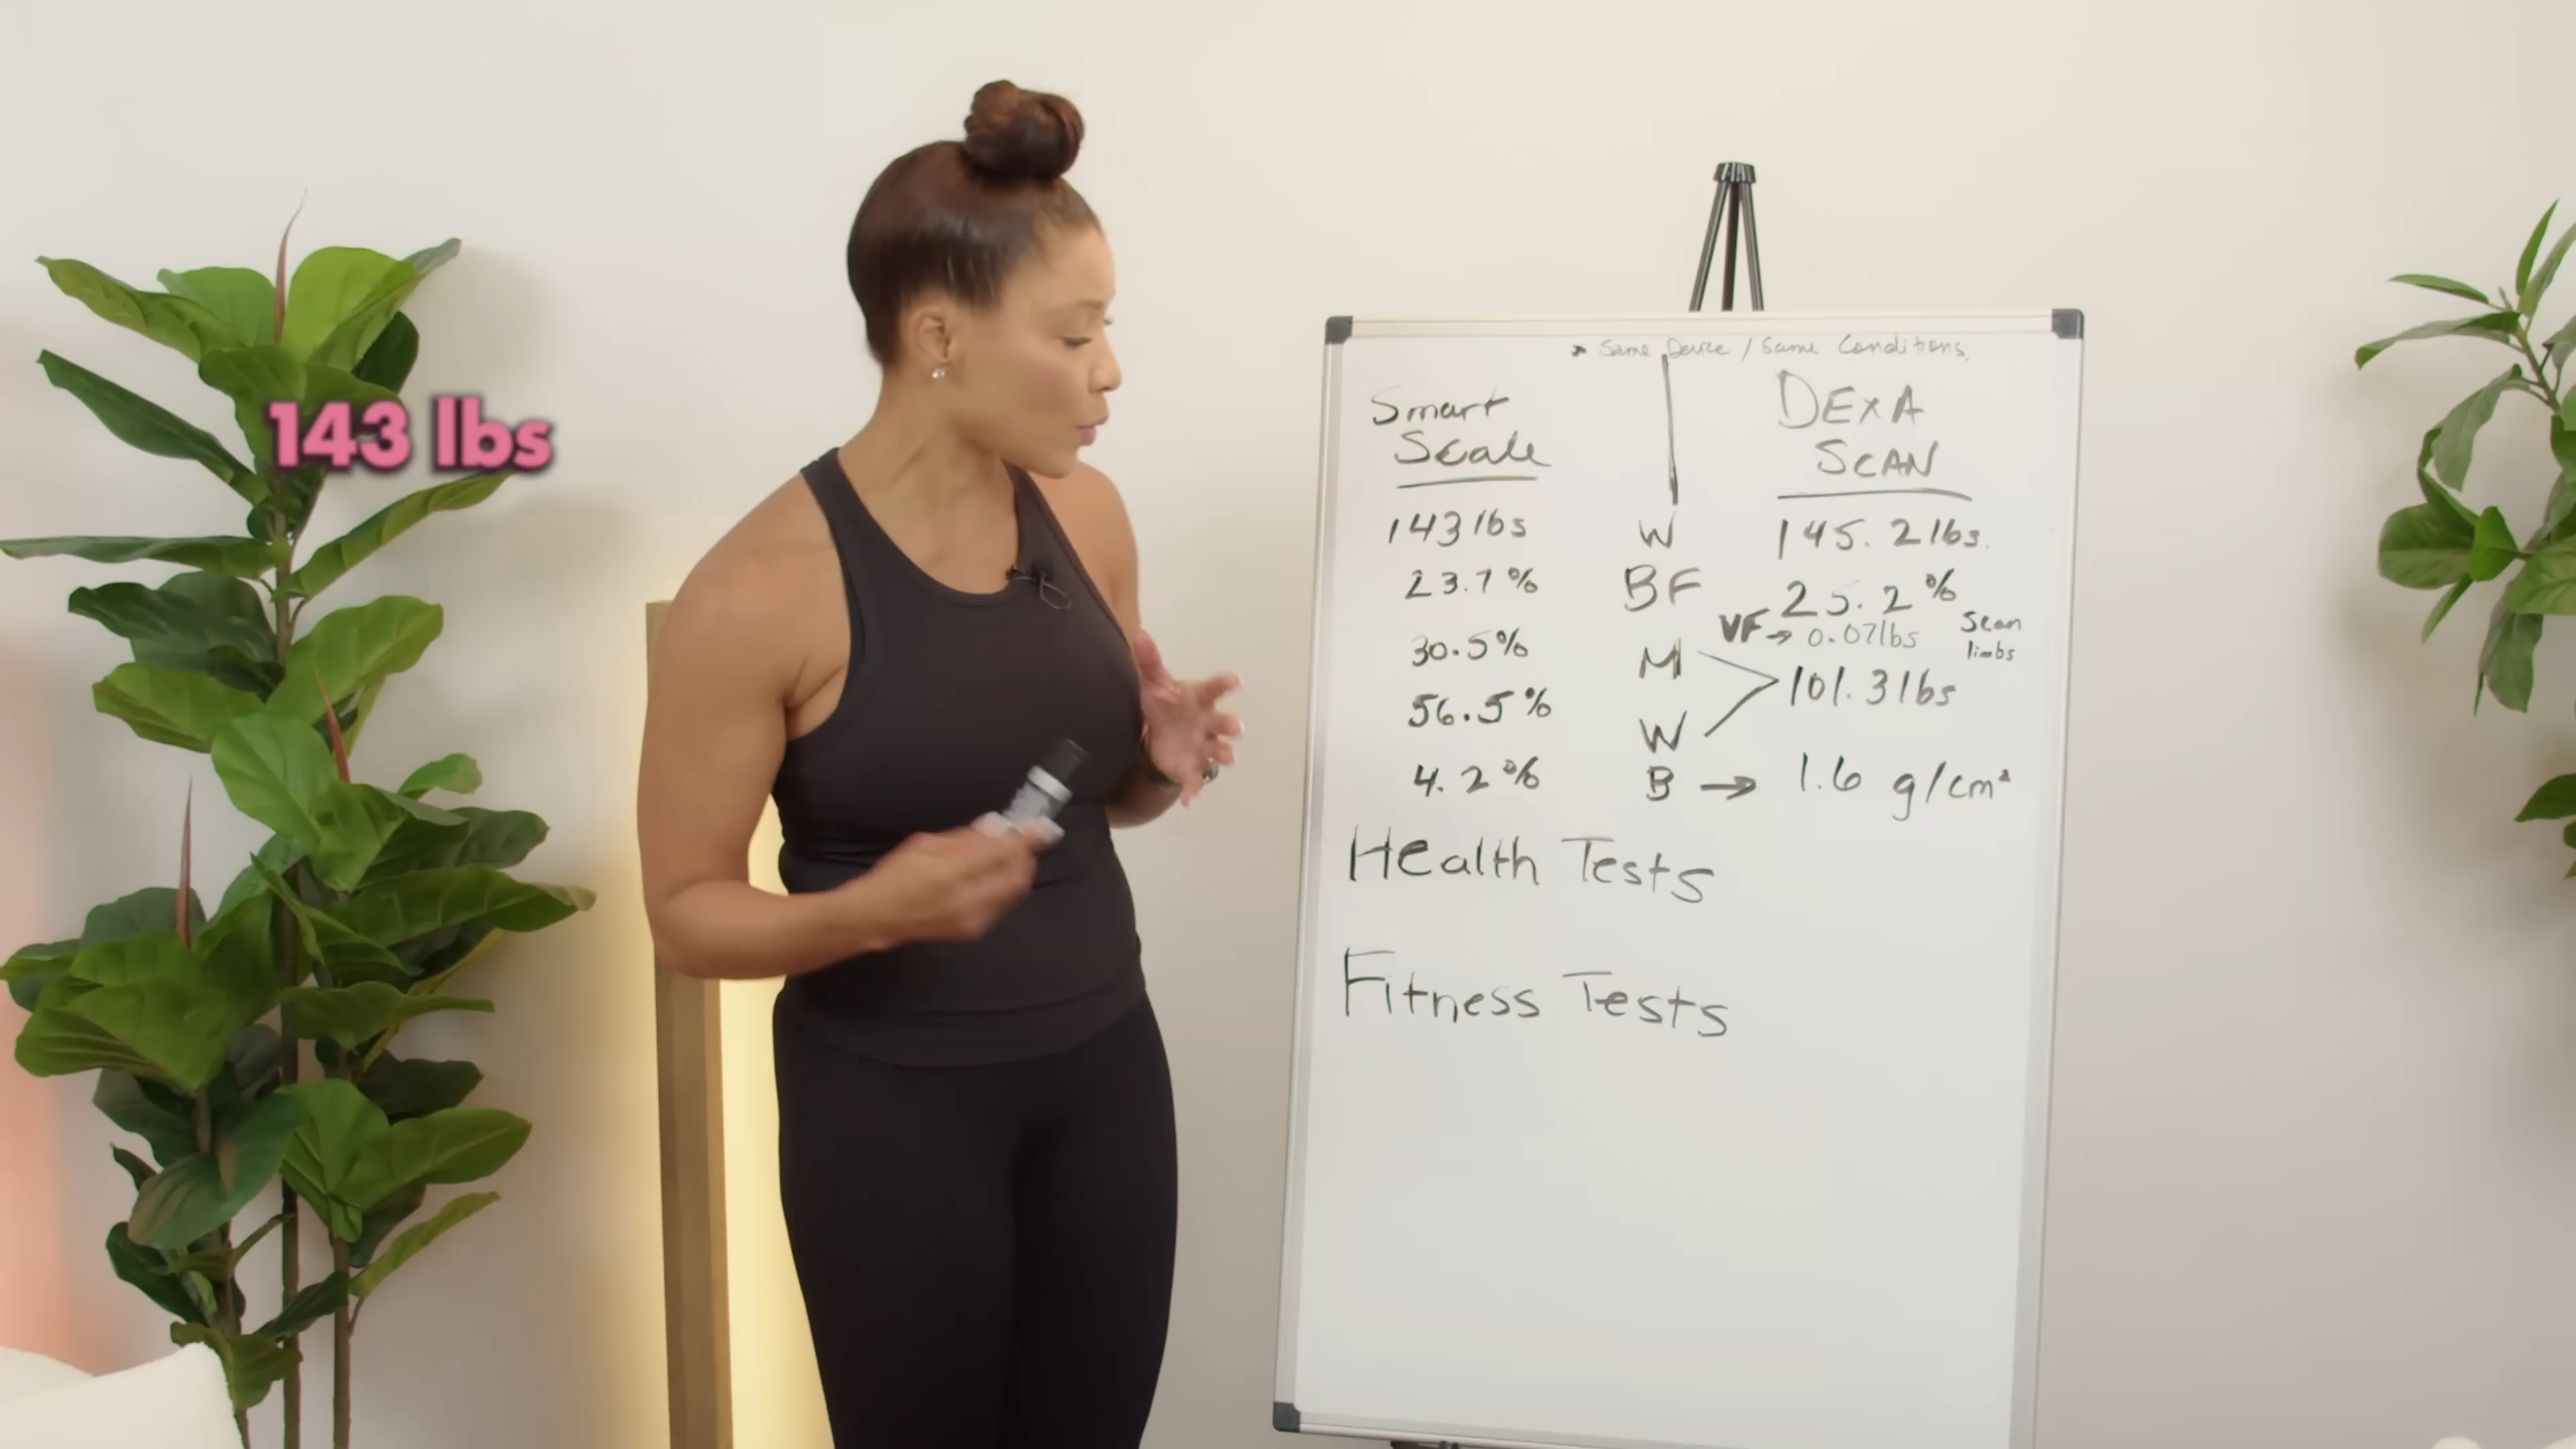 143 lbs
Same Device / Same Conditions.
Smart
Scale
DEXA
SCAN
143 lbs W 145.2 lbs.
23.7% BF 25.2%
VF → 0.07 lbs Scan
limbs
30.5% M
101.3 lbs
56.5% W
4.2% B → 1.6 g/cm²
Health Tests
Fitness Tests